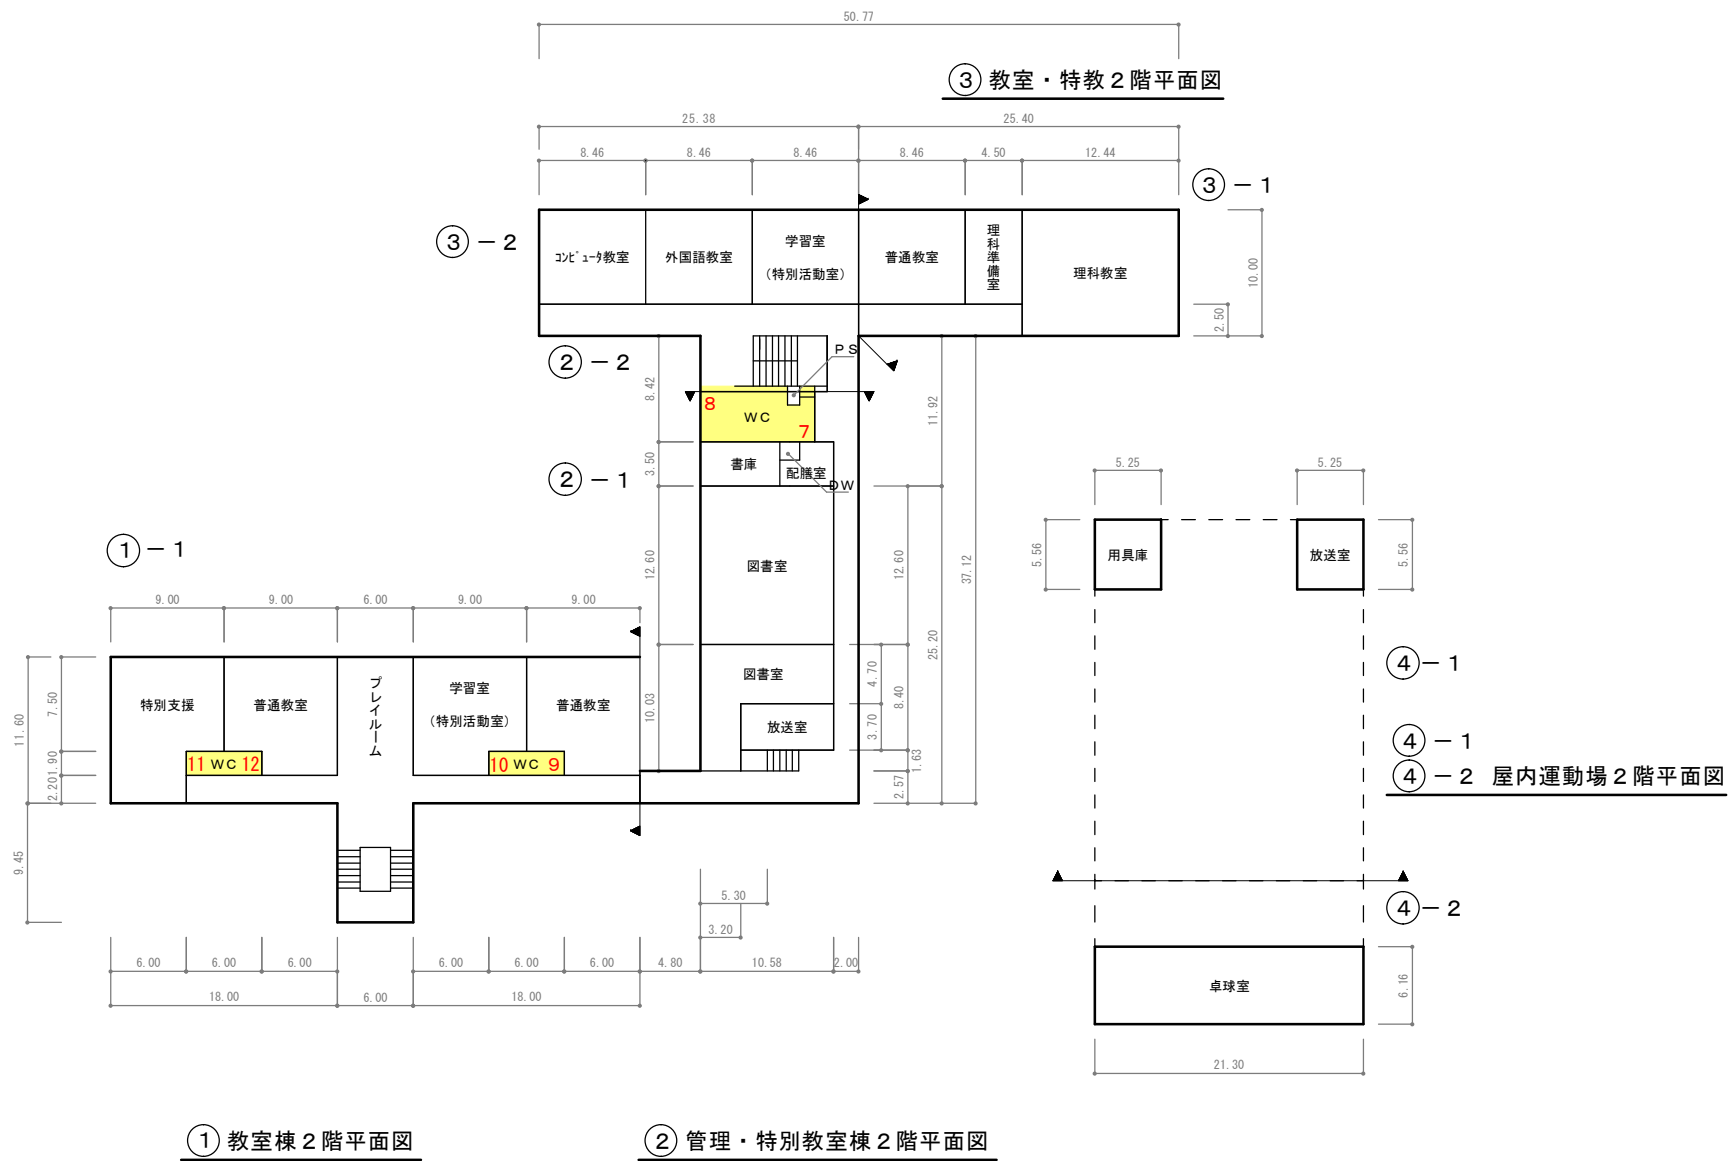 50.77
③ 教室・特教２階平面図
25.38
25.40
8.46
8.46
8.46
8.46
4.50
12.44
③－１
③－２
コンピュータ教室
外国語教室
学習室
（特別活動室）
普通教室
理科準備室
理科教室
10.00
2.50
②－２
PS
8.42
8
WC
7
11.92
3.50
書庫
配膳室
DW
②－１
5.25
5.25
①－１
5.56
用具庫
放送室
5.56
12.60
図書室
12.60
37.12
9.00
9.00
6.00
9.00
9.00
25.20
④－１
11.60
7.50
特別支援
普通教室
プレイルーム
学習室
（特別活動室）
普通教室
10.03
図書室
4.70
8.40
放送室
3.70
1.63
④－１
④－２ 屋内運動場２階平面図
1.90
11 WC 12
10 WC 9
2.20
2.57
9.45
④－２
5.30
3.20
6.00
6.00
6.00
6.00
6.00
6.00
4.80
10.58
2.00
18.00
6.00
18.00
卓球室
6.16
21.30
① 教室棟２階平面図
② 管理・特別教室棟２階平面図